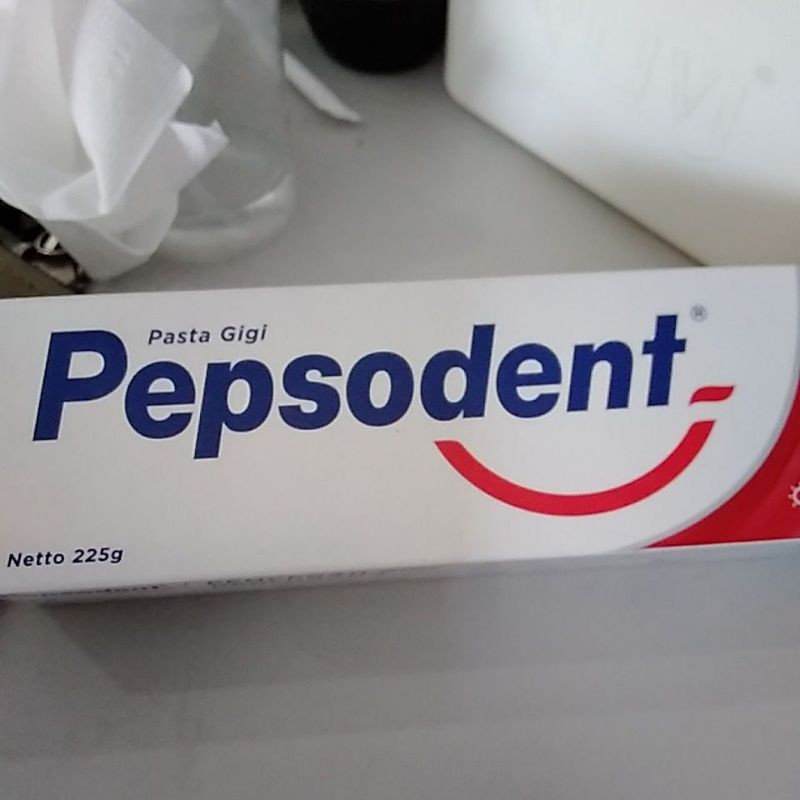 Pasta Gigi
Pepsodent®
Netto 225g